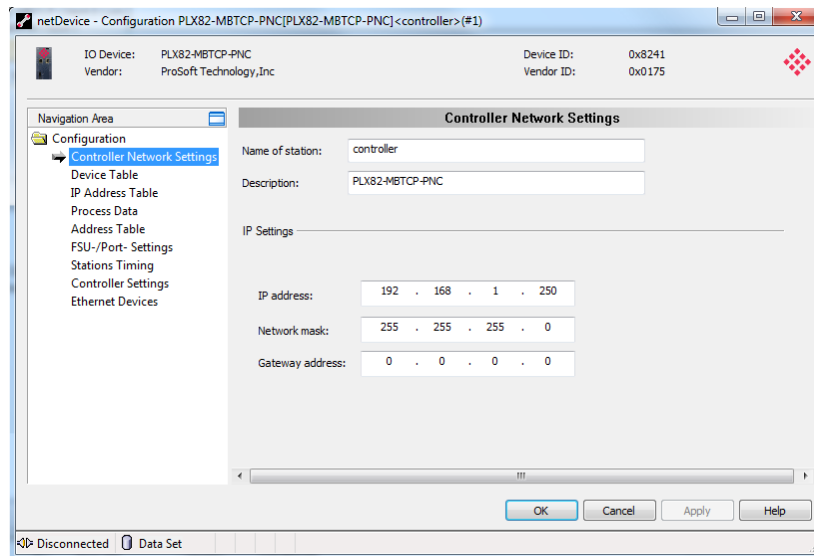 netDevice - Configuration PLX82-MBTCP-PNC[PLX82-MBTCP-PNC]<controller>(#1)
IO Device: PLX82-MBTCP-PNC Device ID: 0x8241
Vendor: ProSoft Technology,Inc Vendor ID: 0x0175
Navigation Area
Configuration
Controller Network Settings
Device Table
IP Address Table
Process Data
Address Table
FSU-/Port- Settings
Stations Timing
Controller Settings
Ethernet Devices
Controller Network Settings
Name of station: controller
Description: PLX82-MBTCP-PNC
IP Settings
IP address: 192 . 168 . 1 . 250
Network mask: 255 . 255 . 255 . 0
Gateway address: 0 . 0 . 0 . 0
OK Cancel Apply Help
Disconnected Data Set